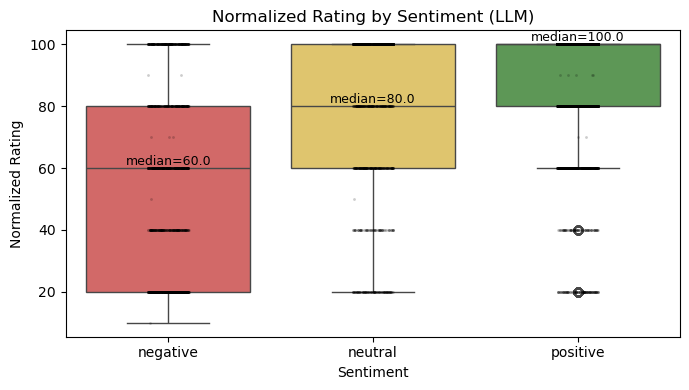 Normalized Rating by Sentiment (LLM)
Normalized Rating
100
80
60
40
20
median=60.0
median=80.0
median=100.0
negative
neutral
positive
Sentiment